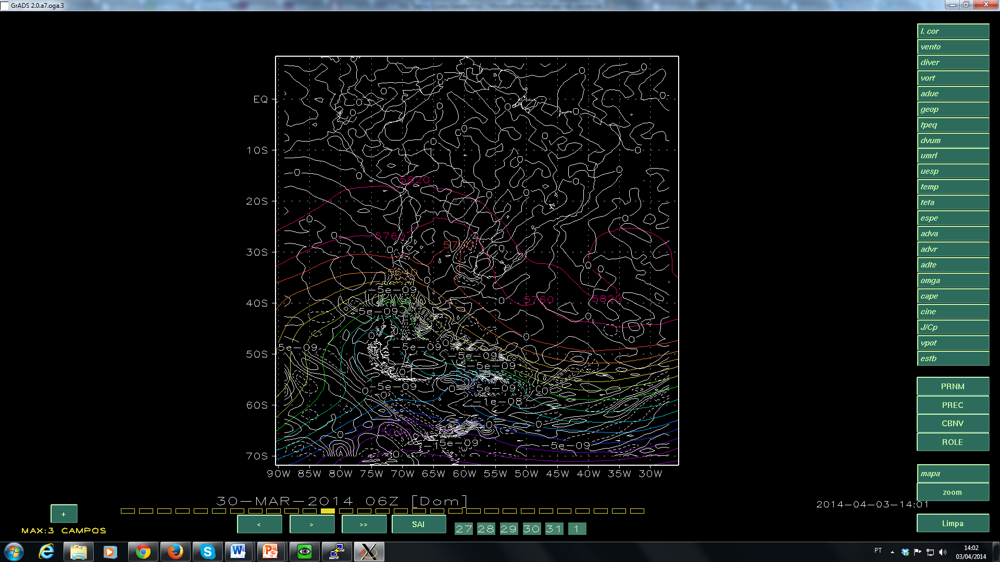 GrADS 2.0.a7.oga.3
l. cor
vento
diver
vort
adue
geop
tpeq
dvum
umrl
uesp
temp
teta
espe
adva
advr
adte
omga
cape
cine
J/Cp
vpot
estb
PRNM
PREC
CBNV
ROLE
mapa
zoom
Limpa
EQ
10S
20S
30S
40S
50S
60S
70S
5820
5760
5700
5640
5760
5820
-5e-09
5e-09
5e-09
-5e-09
-5e-09
-5e-09
-5e-09
-5e-09
-1e-08
5040
-5e-09
90W 85W 80W 75W 70W 65W 60W 55W 50W 45W 40W 35W 30W
30-MAR-2014 06Z [Dom]
2014-04-03-14:01
+
MAX:3 CAMPOS
< > >> SAI 27 28 29 30 31 1
PT
14:02
03/04/2014